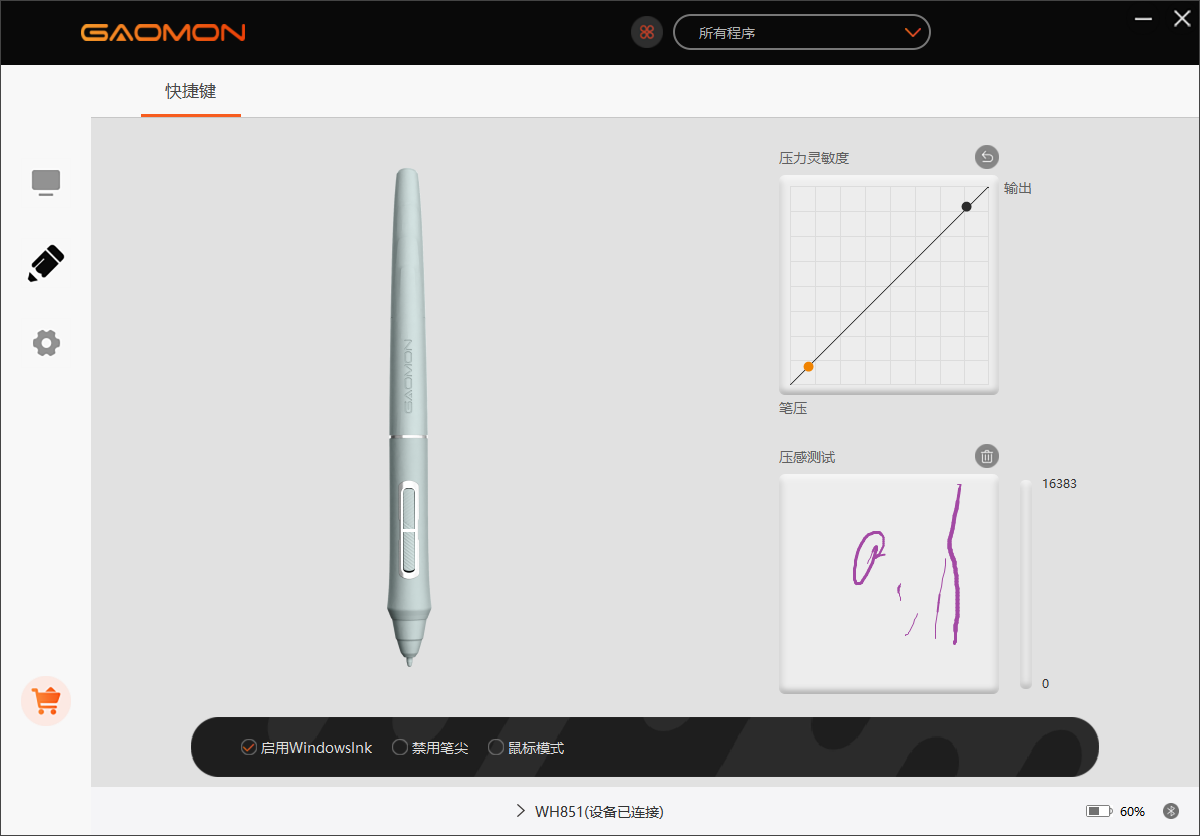 GAOMON
所有程序
快捷键
压力灵敏度
输出
GAOMON
笔压
压感测试
16383
0
启用WindowsInk 禁用笔尖 鼠标模式
WH851(设备已连接)
60%